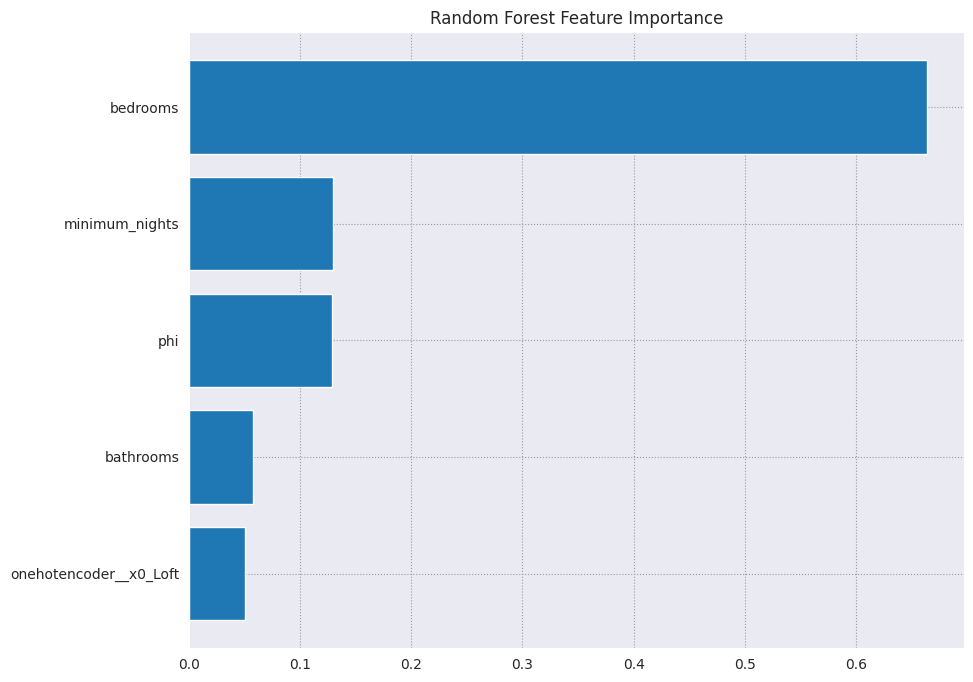 Random Forest Feature Importance
bedrooms
minimum_nights
phi
bathrooms
onehotencoder__x0_Loft
0.0 0.1 0.2 0.3 0.4 0.5 0.6